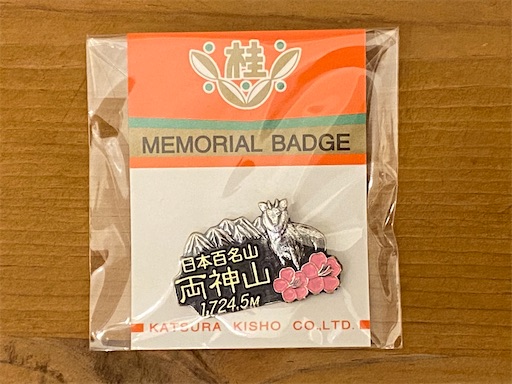 桂
MEMORIAL BADGE
日本百名山
両神山
1,724.5M
KATSURA KISHO CO.,LTD.